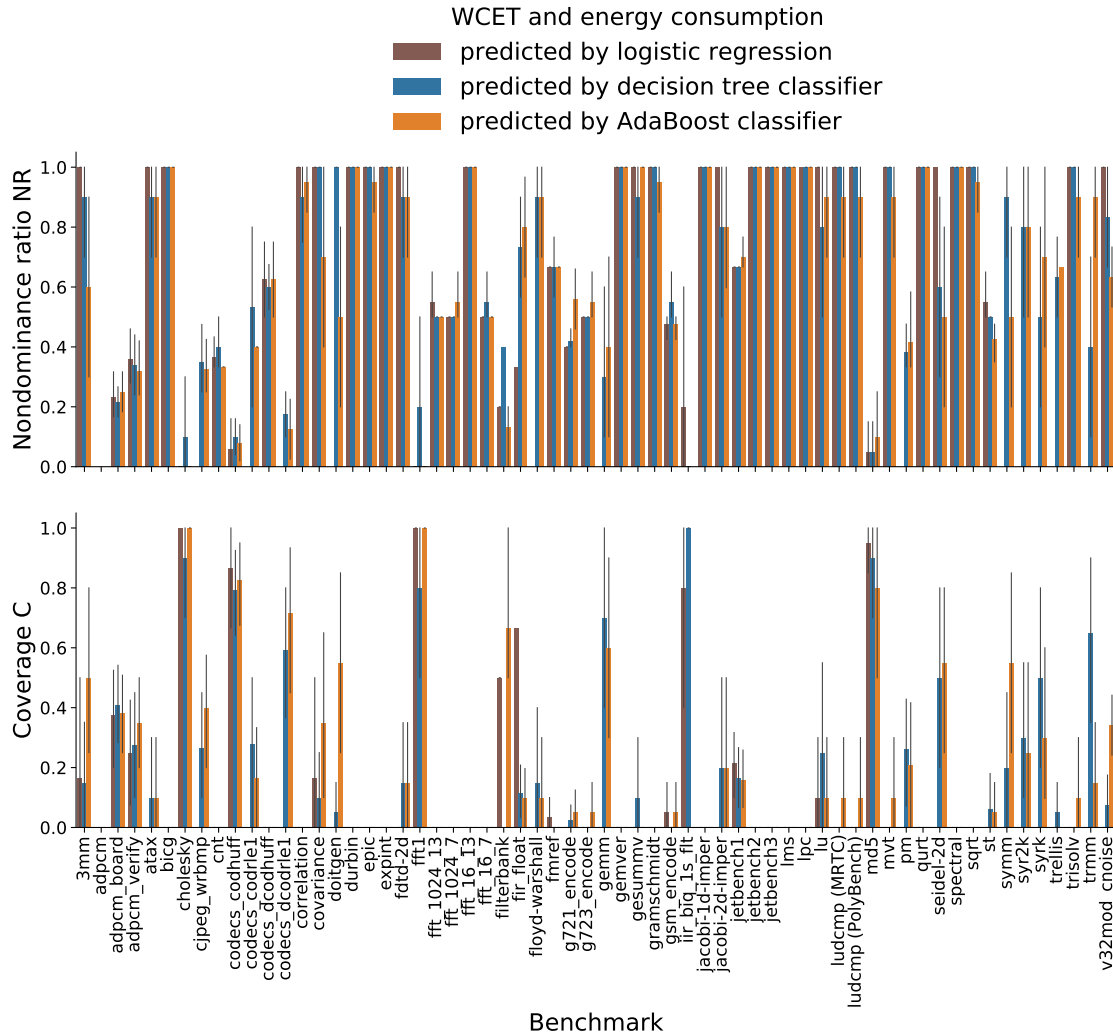 WCET and energy consumption
predicted by logistic regression
predicted by decision tree classifier
predicted by AdaBoost classifier
Nondominance ratio NR
1.0
0.8
0.6
0.4
0.2
0.0
Coverage C
1.0
0.8
0.6
0.4
0.2
0.0
3mm
adpcm
adpcm_board
adpcm_verify
atax
bicg
cholesky
cjpeg_wrbmp
cnt
codecs_codhuff
codecs_codrle1
codecs_dcodhuff
codecs_dcodrle1
correlation
covariance
doitgen
durbin
epic
expint
fdtd-2d
fft1
fft_1024_13
fft_1024_7
fft_16_13
fft_16_7
filterbank
fir_float
floyd-warshall
fmref
g721_encode
g723_encode
gemm
gemver
gesummv
gramschmidt
gsm_encode
iir_biq_1s_flt
jacobi-1d-imper
jacobi-2d-imper
jetbench1
jetbench2
jetbench3
lms
lpc
lu
ludcmp (MRTC)
ludcmp (PolyBench)
md5
mvt
pm
qurt
seidel-2d
spectral
sqrt
st
symm
syr2k
syrk
trellis
trisolv
trmm
v32mod_cnoise
Benchmark